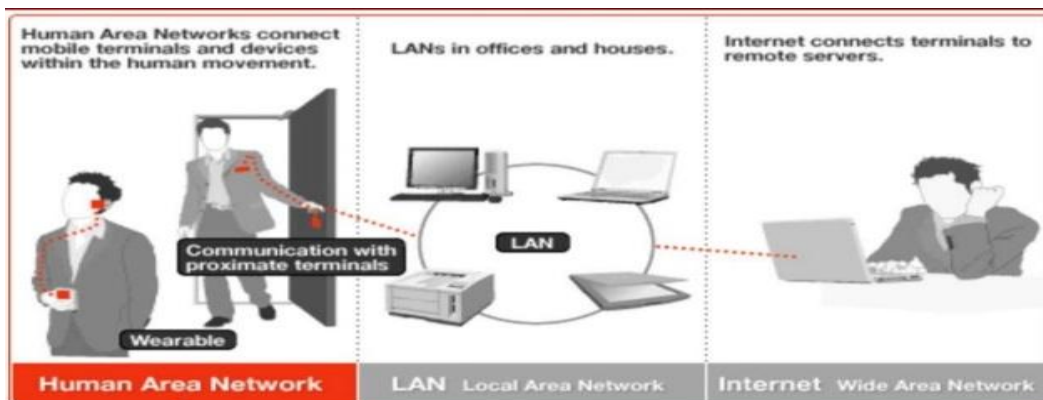 Human Area Networks connect
mobile terminals and devices
within the human movement.
LANs in offices and houses.
Internet connects terminals to
remote servers.
Communication with
proximate terminals
Wearable
LAN
Human Area Network
LAN Local Area Network
Internet Wide Area Network